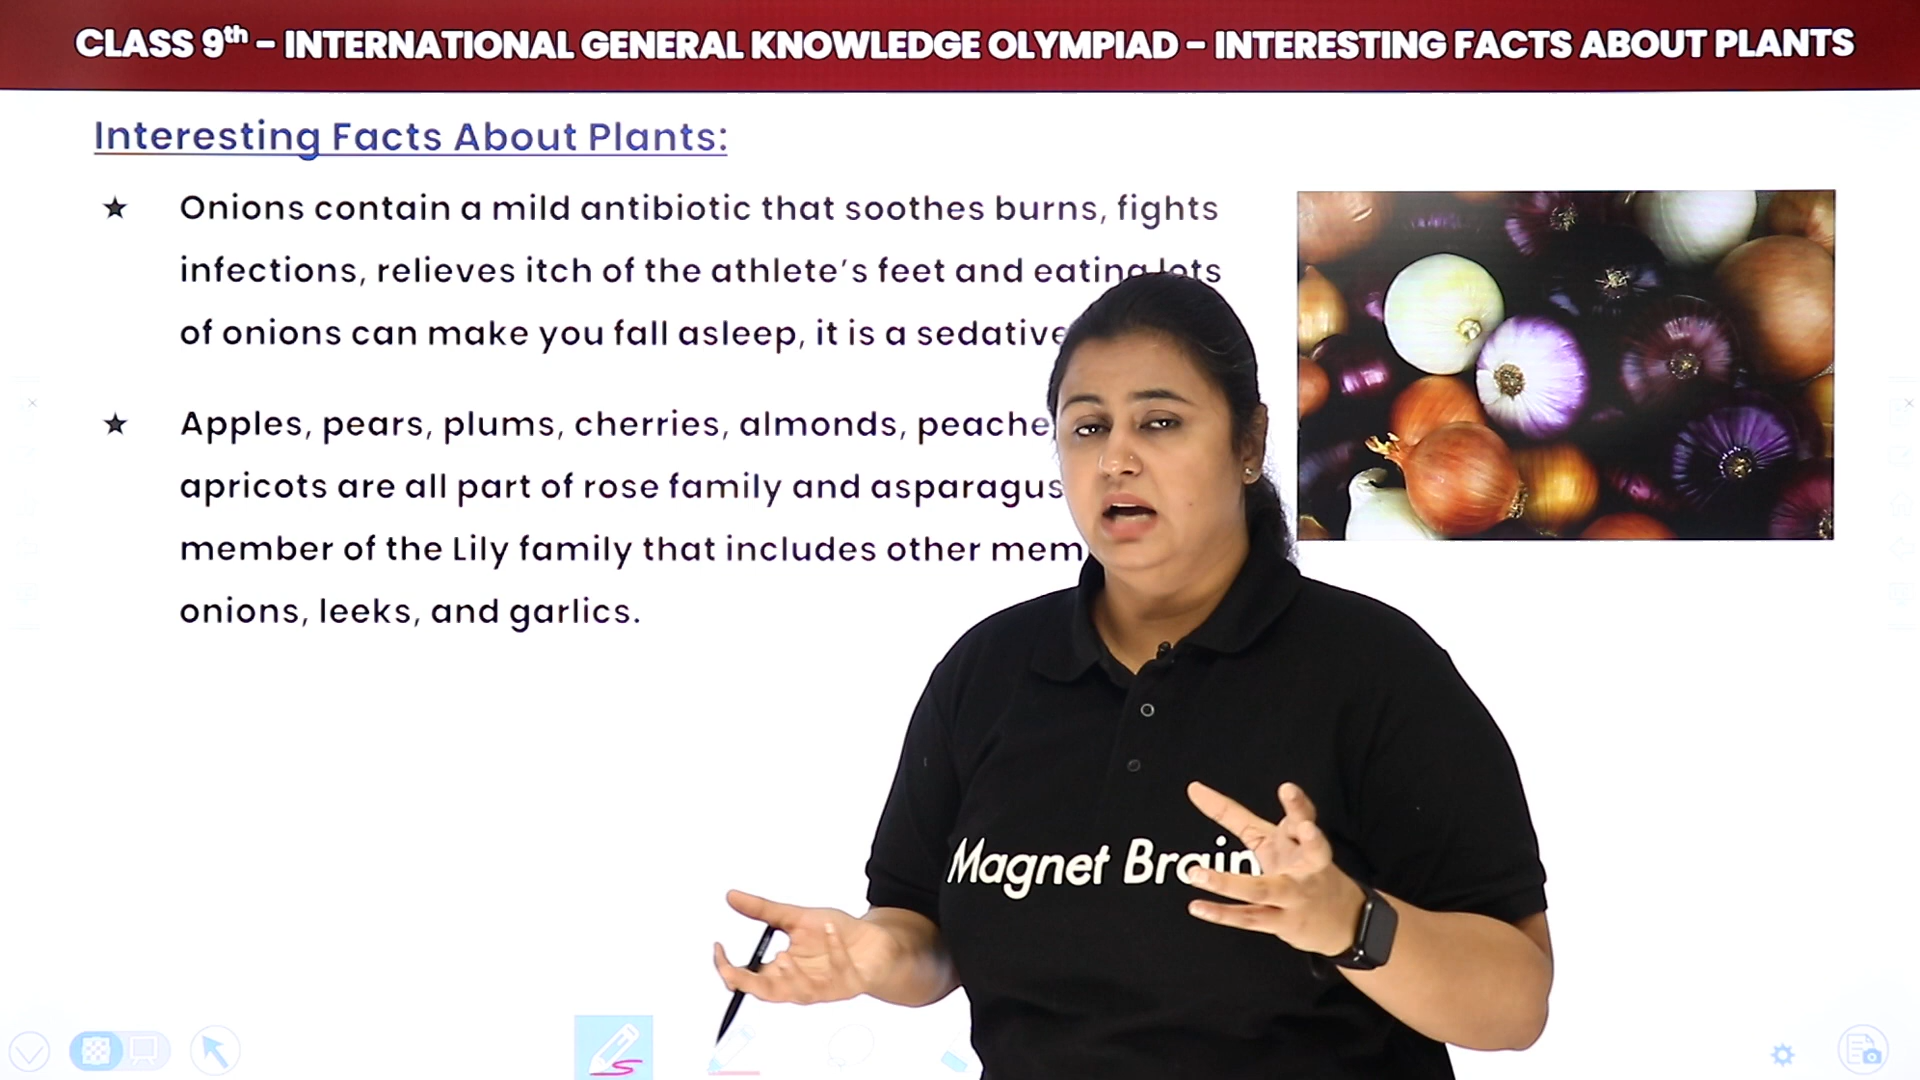 CLASS 9th - INTERNATIONAL GENERAL KNOWLEDGE OLYMPIAD - INTERESTING FACTS ABOUT PLANTS
Interesting Facts About Plants:
★ Onions contain a mild antibiotic that soothes burns, fights
infections, relieves itch of the athlete's feet and eating lots
of onions can make you fall asleep, it is a sedative
★ Apples, pears, plums, cherries, almonds,
apricots are all part of rose family and asparagus
member of the Lily family that includes other
onions, leeks, and garlics.
Magnet Brain